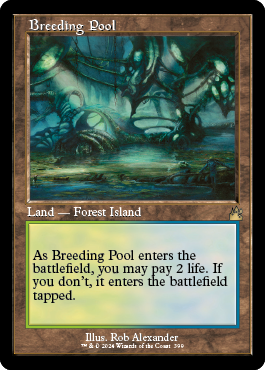 Breeding Pool
Land — Forest Island
As Breeding Pool enters the
battlefield, you may pay 2 life. If
you don't, it enters the battlefield
tapped.
Illus. Rob Alexander
™ & © 2024 Wizards of the Coast 399